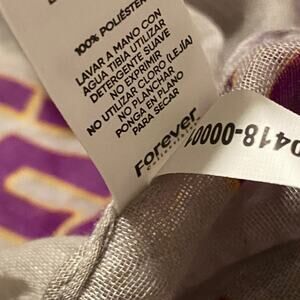 100% POLIÉSTER
LAVAR A MANO CON
AGUA TIBIA UTILIZAR
DETERGENTE SUAVE
NO EXPRIMIR
NO UTILIZAR CLORO (LEJÍA)
NO PLANCHAR
PONGA EN PLANO
PARA SECAR
Forever
0418-0000